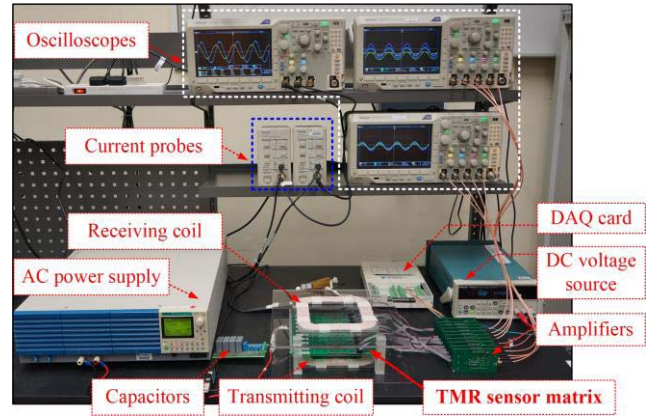 Oscilloscopes
Current probes
Receiving coil
AC power supply
DAQ card
DC voltage
source
Amplifiers
Capacitors
Transmitting coil
TMR sensor matrix